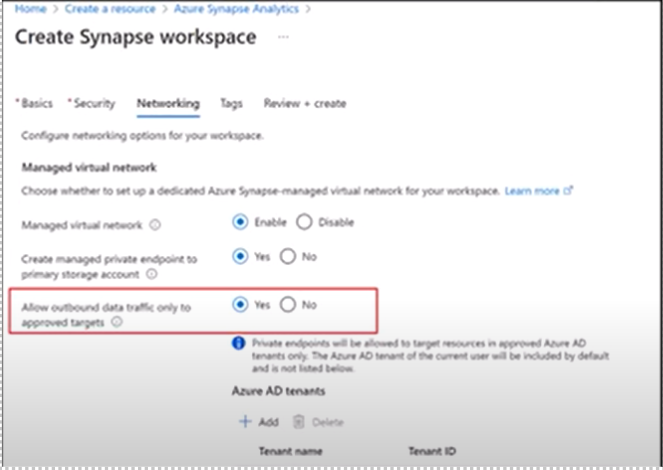 Home > Create a resource > Azure Synapse Analytics >
Create Synapse workspace ...
* Basics * Security Networking Tags Review + create
Configure networking options for your workspace.
Managed virtual network
Choose whether to set up a dedicated Azure Synapse-managed virtual network for your workspace. Learn more
Managed virtual network Enable Disable
Create managed private endpoint to
primary storage account
Yes No
Allow outbound data traffic only to
approved targets
Yes No
Private endpoints will be allowed to target resources in approved Azure AD
tenants only. The Azure AD tenant of the current user will be included by default
and is not listed below.
Azure AD tenants
+ Add Delete
Tenant name Tenant ID